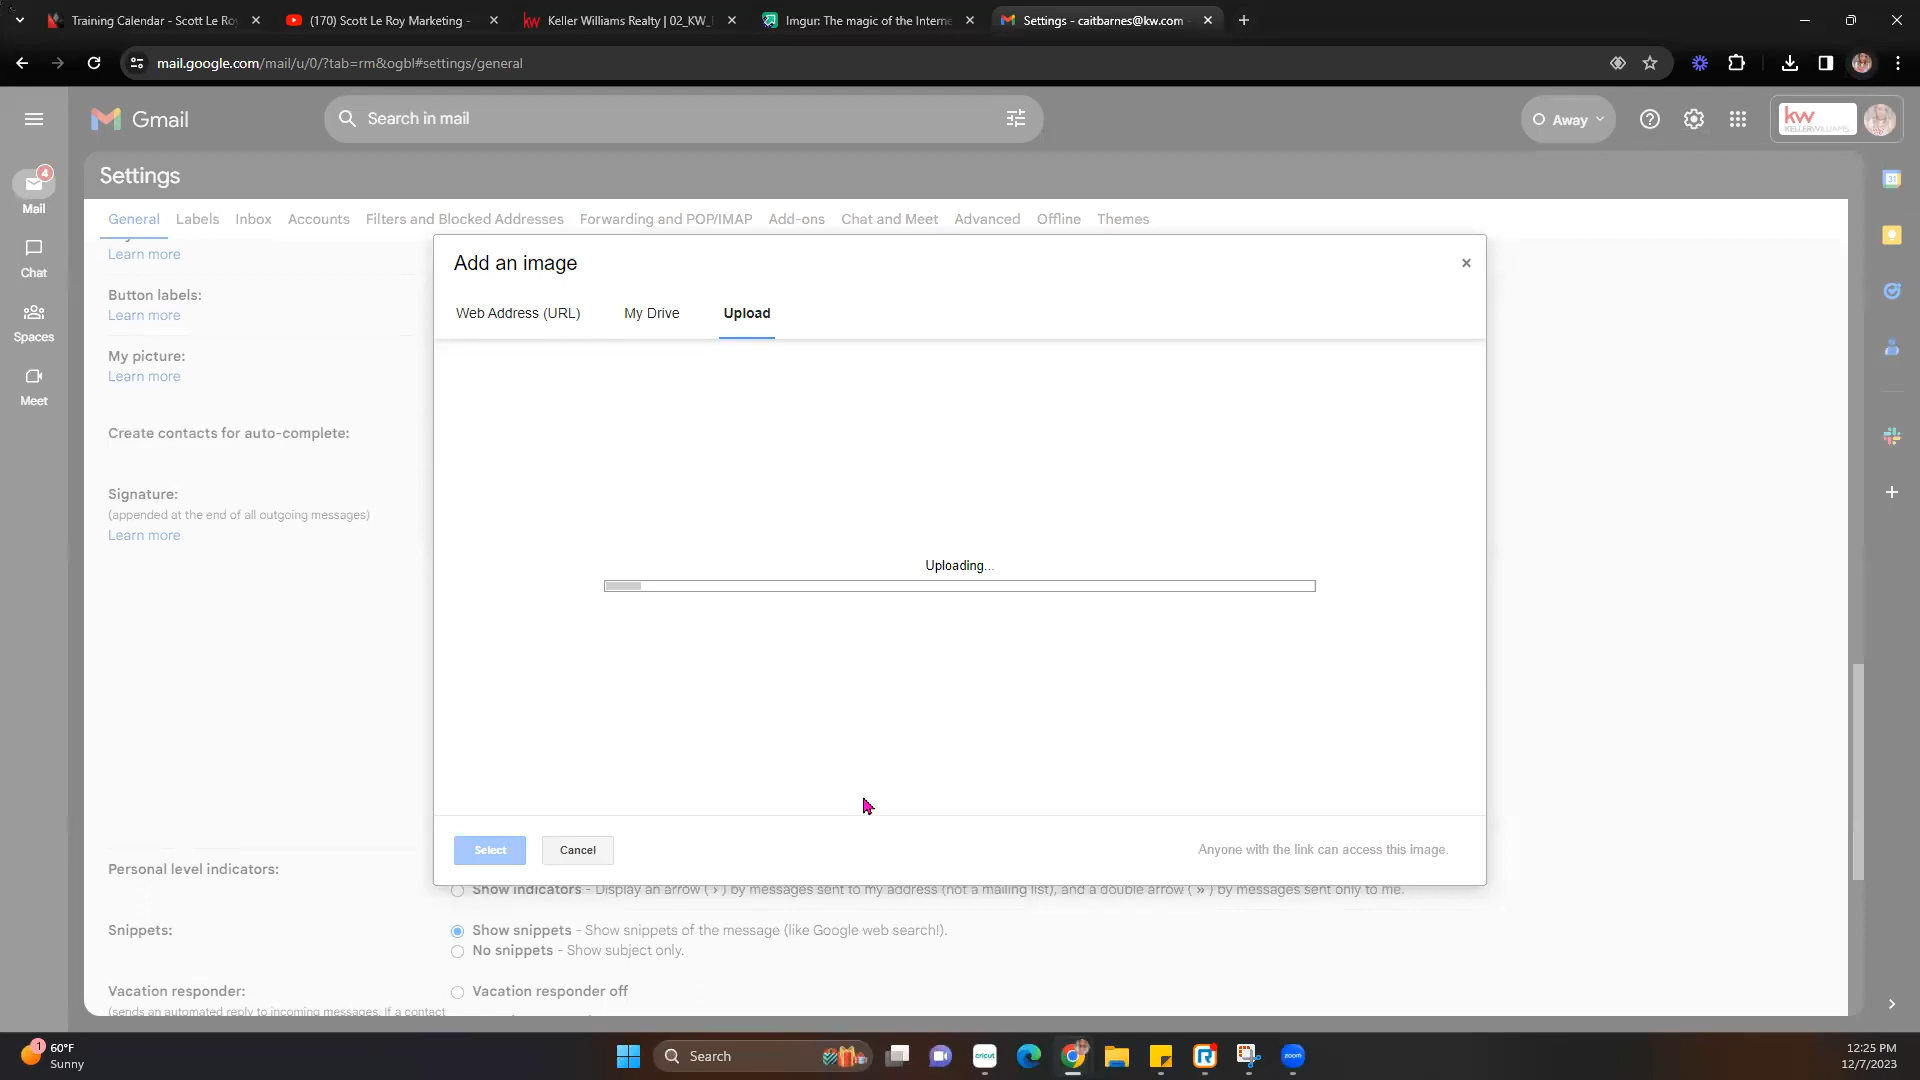 Training Calendar - Scott Le Ro
(170) Scott Le Roy Marketing -
kw Keller Williams Realty | 02_KW_
Imgur: The magic of the Interne
Settings - caitbarnes@kw.com -
mail.google.com/mail/u/0/?tab=rm&ogbl#settings/general
Gmail
Search in mail
Away
kw
KELLERWILLIAMS
Settings
4
Mail
Chat
Spaces
Meet
31
General Labels Inbox Accounts Filters and Blocked Addresses Forwarding and POP/IMAP Add-ons Chat and Meet Advanced Offline Themes
Learn more
Button labels:
Learn more
My picture:
Learn more
Create contacts for auto-complete:
Signature:
(appended at the end of all outgoing messages)
Learn more
Add an image
Web Address (URL) My Drive Upload
Uploading...
Select Cancel Anyone with the link can access this image.
Personal level indicators:
Show indicators - Display an arrow ( › ) by messages sent to my address (not a mailing list), and a double arrow ( » ) by messages sent only to me.
Snippets:
Show snippets - Show snippets of the message (like Google web search!).
No snippets - Show subject only.
Vacation responder:
Vacation responder off
(sends an automated reply to incoming messages. If a contact
1
60°F
Sunny
Search
cricut
zoom
12:25 PM
12/7/2023